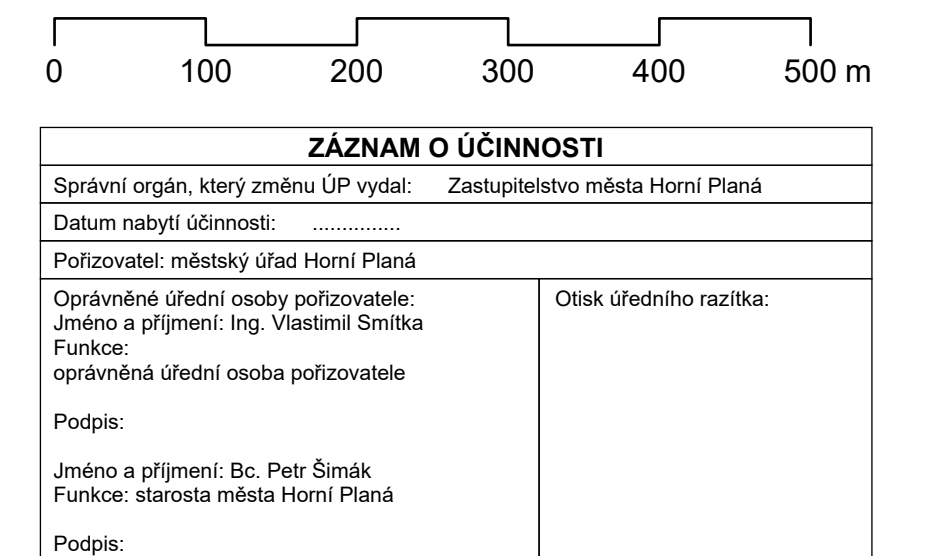 0 100 200 300 400 500 m
ZÁZNAM O ÚČINNOSTI
Správní orgán, který změnu ÚP vydal: Zastupitelstvo města Horní Planá
Datum nabytí účinnosti: ...............
Pořizovatel: městský úřad Horní Planá
Oprávněné úřední osoby pořizovatele:
Jméno a příjmení: Ing. Vlastimil Smítka
Funkce:
oprávněná úřední osoba pořizovatele
Podpis:
Jméno a příjmení: Bc. Petr Šimák
Funkce: starosta města Horní Planá
Podpis:
Otisk úředního razítka: